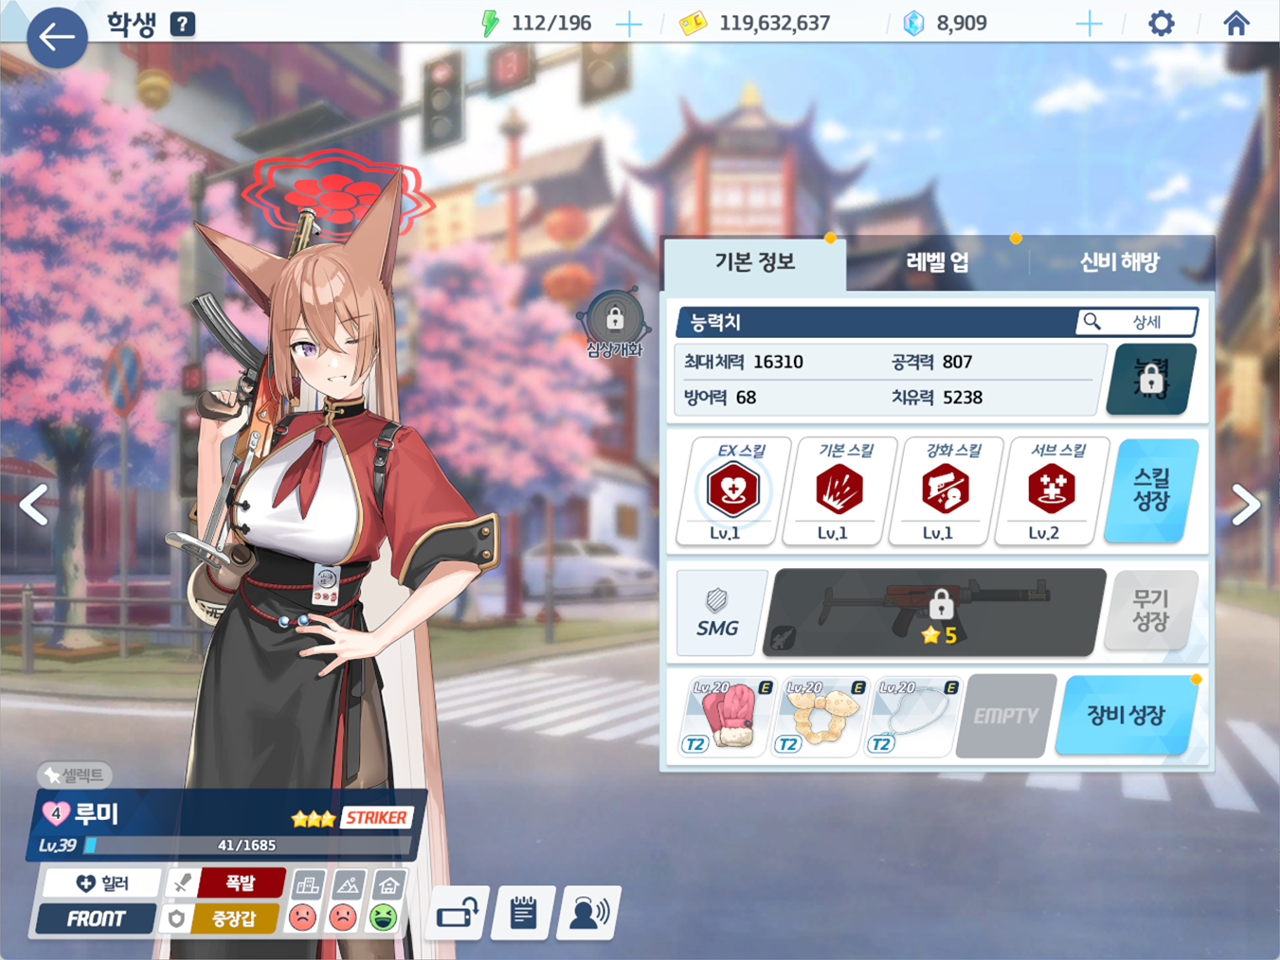 학생 ?
112/196
119,632,637
8,909
기본 정보
레벨 업
신비 해방
심상개화
능력치
상세
최대 체력 16310
공격력 807
방어력 68
치유력 5238
EX 스킬
기본 스킬
강화 스킬
서브 스킬
Lv.1
Lv.1
Lv.1
Lv.2
스킬
성장
SMG
5
무기
성장
Lv.20 E
Lv.20 E
Lv.20 E
T2
T2
T2
EMPTY
장비 성장
셀렉트
4 루미
STRIKER
Lv.39
41/1685
힐러
폭발
FRONT
중장갑